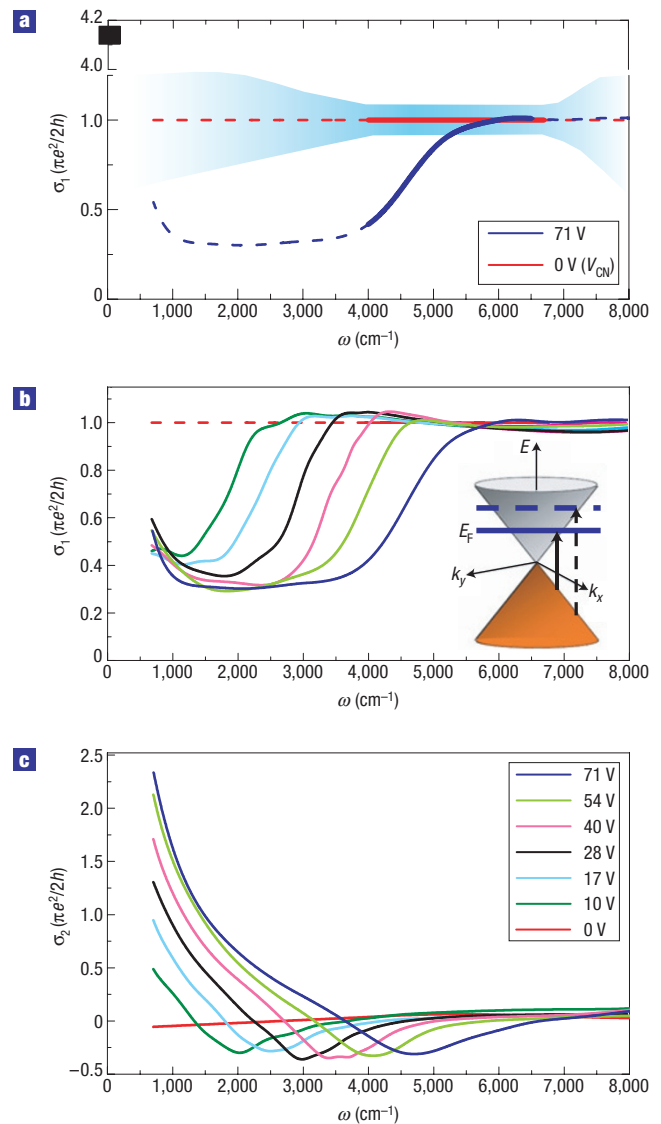 a
4.2
4.0
1.0
0.5
0
σ1 (πe²/2h)
71 V
0 V (VCN)
0 1,000 2,000 3,000 4,000 5,000 6,000 7,000 8,000
ω (cm⁻¹)
b
1.0
0.8
0.6
0.4
0.2
0
σ1 (πe²/2h)
E
EF
ky
kx
0 1,000 2,000 3,000 4,000 5,000 6,000 7,000 8,000
ω (cm⁻¹)
c
2.5
2.0
1.5
1.0
0.5
0
−0.5
σ2 (πe²/2h)
71 V
54 V
40 V
28 V
17 V
10 V
0 V
0 1,000 2,000 3,000 4,000 5,000 6,000 7,000 8,000
ω (cm⁻¹)